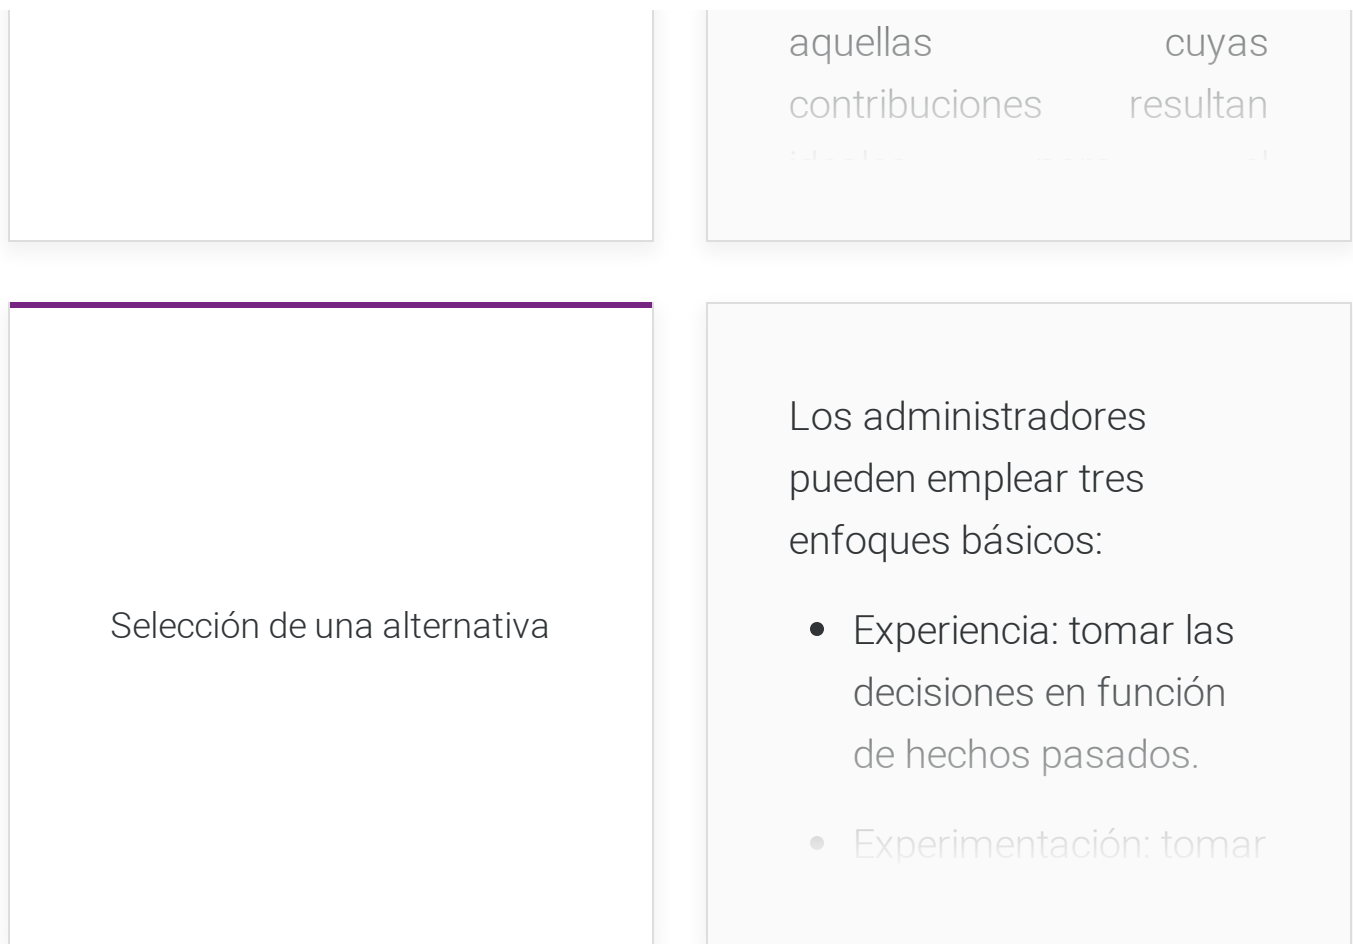 aquellas cuyas
contribuciones resultan
Selección de una alternativa
Los administradores
pueden emplear tres
enfoques básicos:
• Experiencia: tomar las
decisiones en función
de hechos pasados.
• Experimentación: tomar